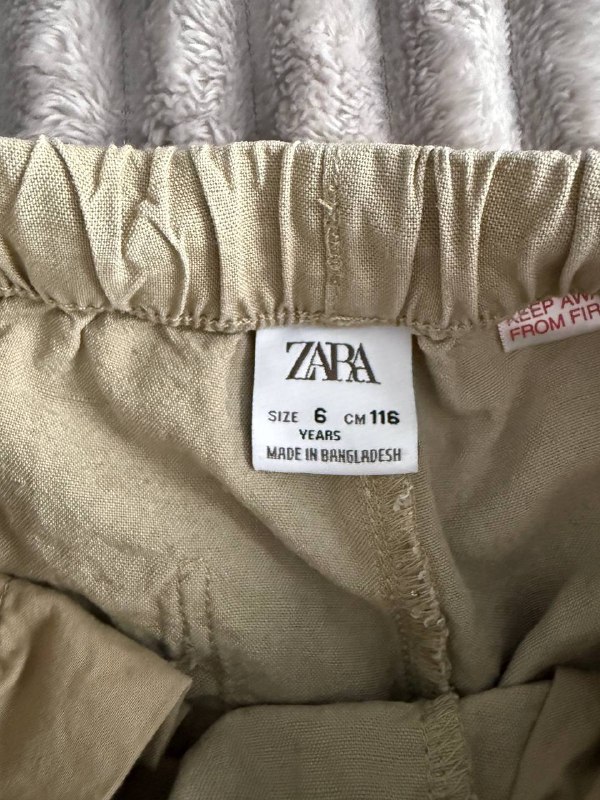 ZARA
SIZE 6 CM 116
YEARS
MADE IN BANGLADESH
KEEP AWA
FROM FIR